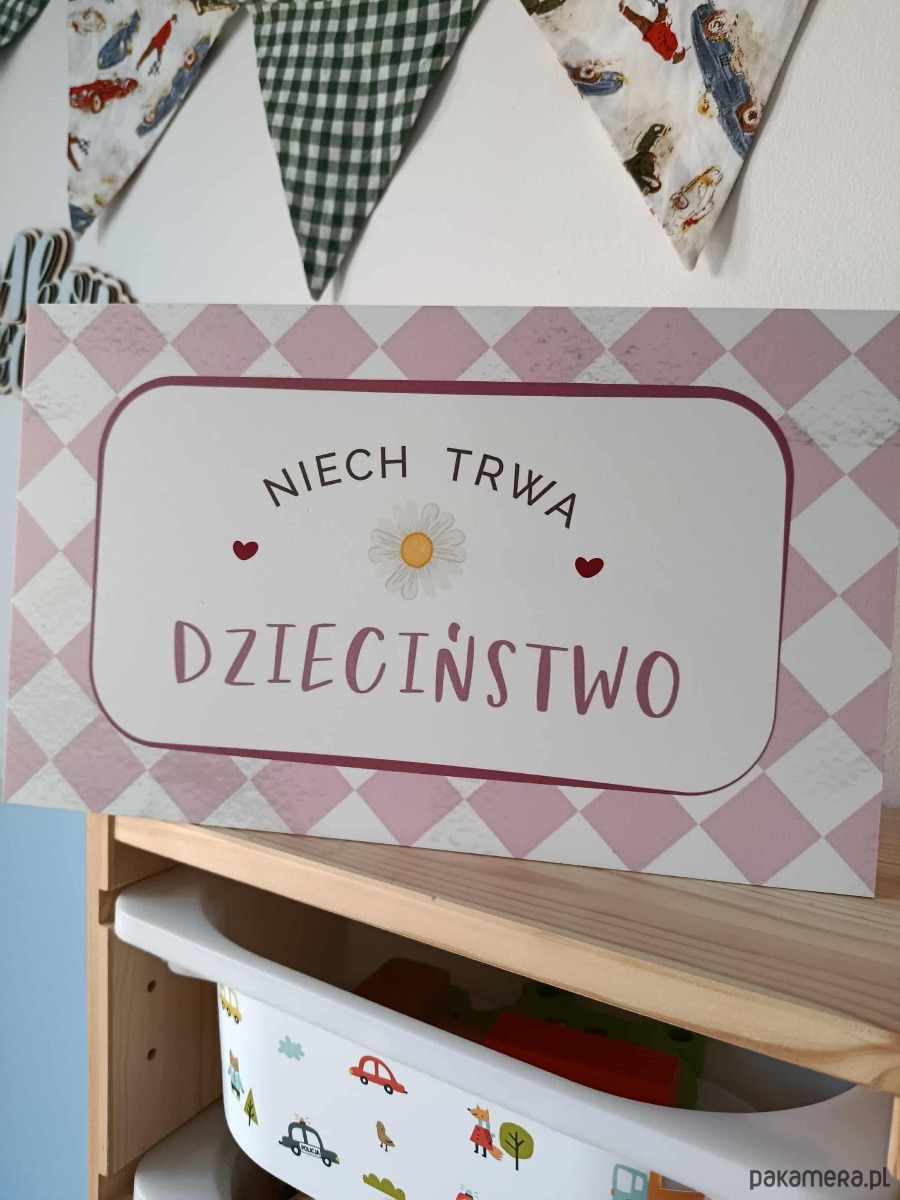 NIECH TRWA
DZIECIŃSTWO
POLICJA
pakamera.pl